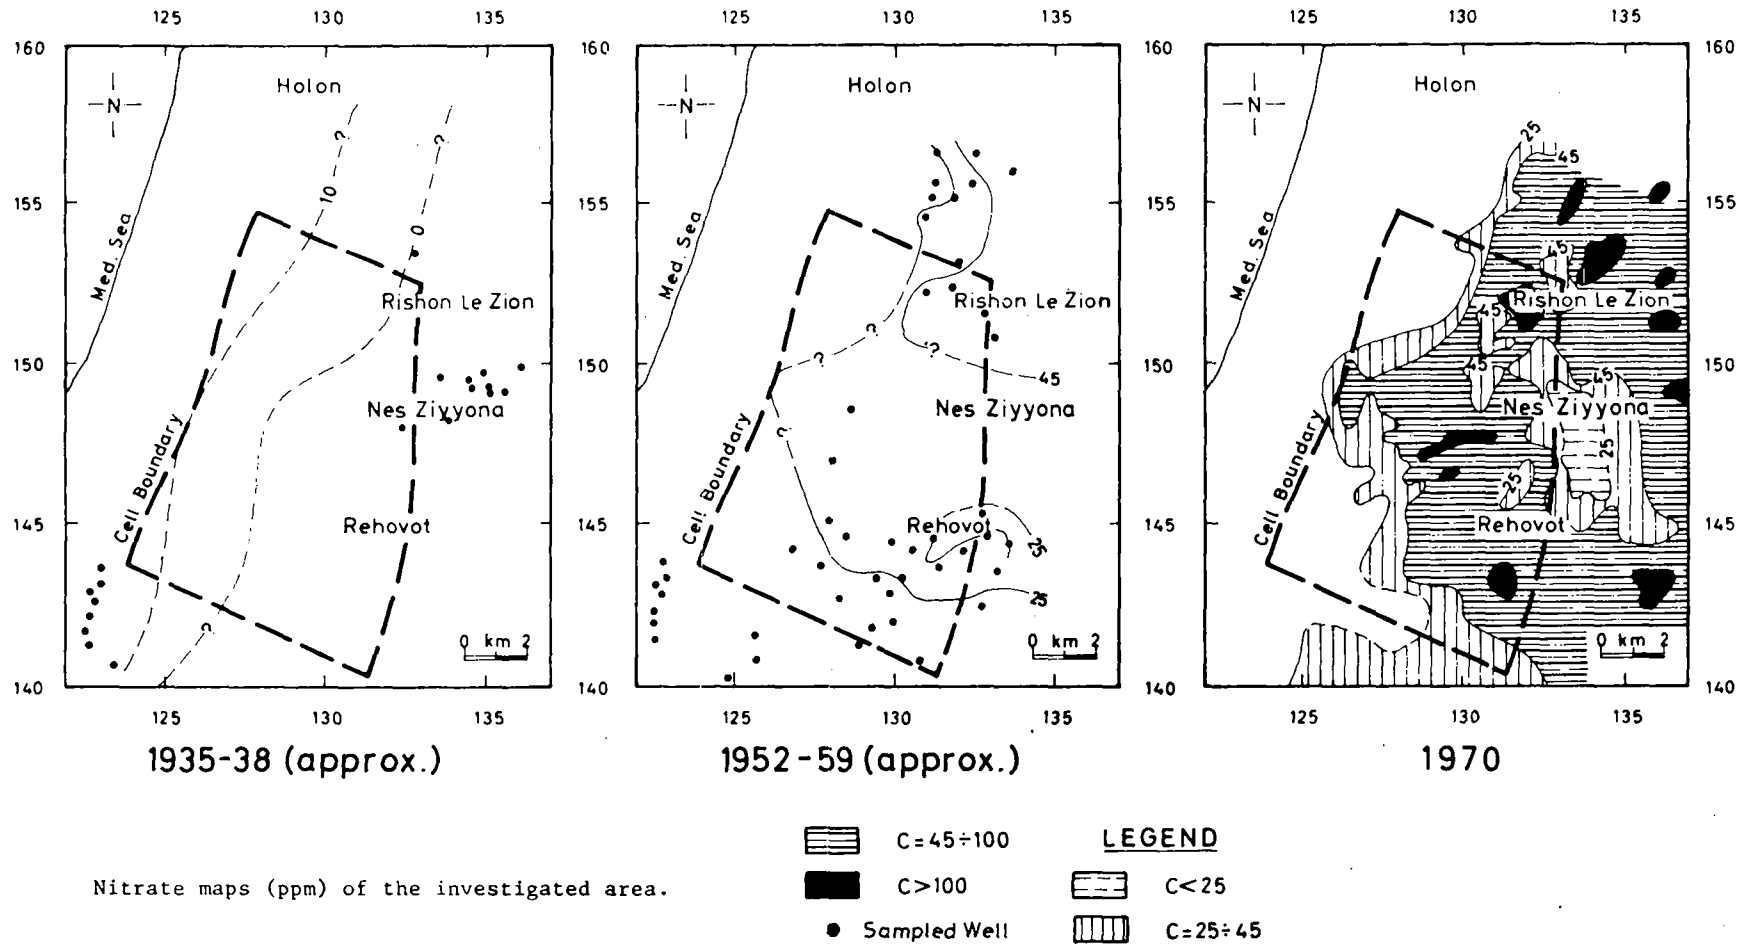 125 130 135
125 130 135
125 130 135
160
155
150
145
140
N
Holon
Med. Sea
?
?
10
0
Rishon Le Zion
Nes Ziyyona
Cell Boundary
Rehovot
?
0 km 2
125 130 135
1935-38 (approx.)
160
155
150
145
140
N
Holon
Med. Sea
Rishon Le Zion
?
?
?
45
Nes Ziyyona
?
Cell Boundary
Rehovot
25
25
0 km 2
125 130 135
1952-59 (approx.)
160
155
150
145
140
N
Holon
25
45
Med. Sea
45
Rishon Le Zion
45
45
45
Nes Ziyyona
25
Cell Boundary
25
Rehovot
0 km 2
160
155
150
145
140
125 130 135
1970
LEGEND
C=45÷100
C>100
Sampled Well
C<25
C=25÷45
Nitrate maps (ppm) of the investigated area.